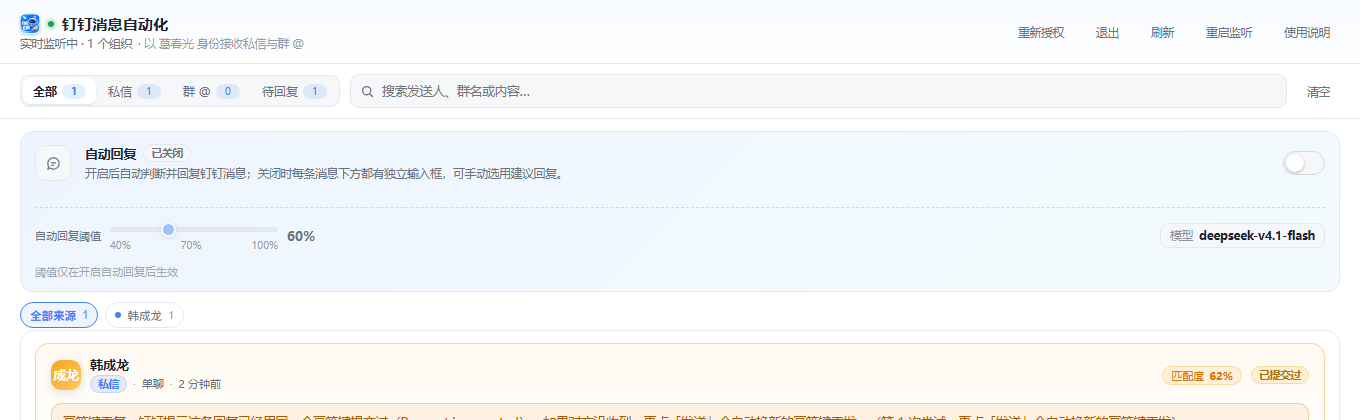 钉钉消息自动化
实时监听中 · 1 个组织 · 以 葛春光 身份接收私信与群 @
重新授权 退出 刷新 重启监听 使用说明
全部 1 私信 1 群 @ 0 待回复 1
搜索发送人、群名或内容...
清空
自动回复 已关闭
开启后自动判断并回复钉钉消息；关闭时每条消息下方都有独立输入框，可手动选用建议回复。
自动回复阈值 60%
40% 70% 100%
模型 deepseek-v4.1-flash
阈值仅在开启自动回复后生效
全部来源 1 韩成龙 1
成龙
韩成龙
私信 · 单聊 · 2 分钟前
匹配度 62% 已提交过